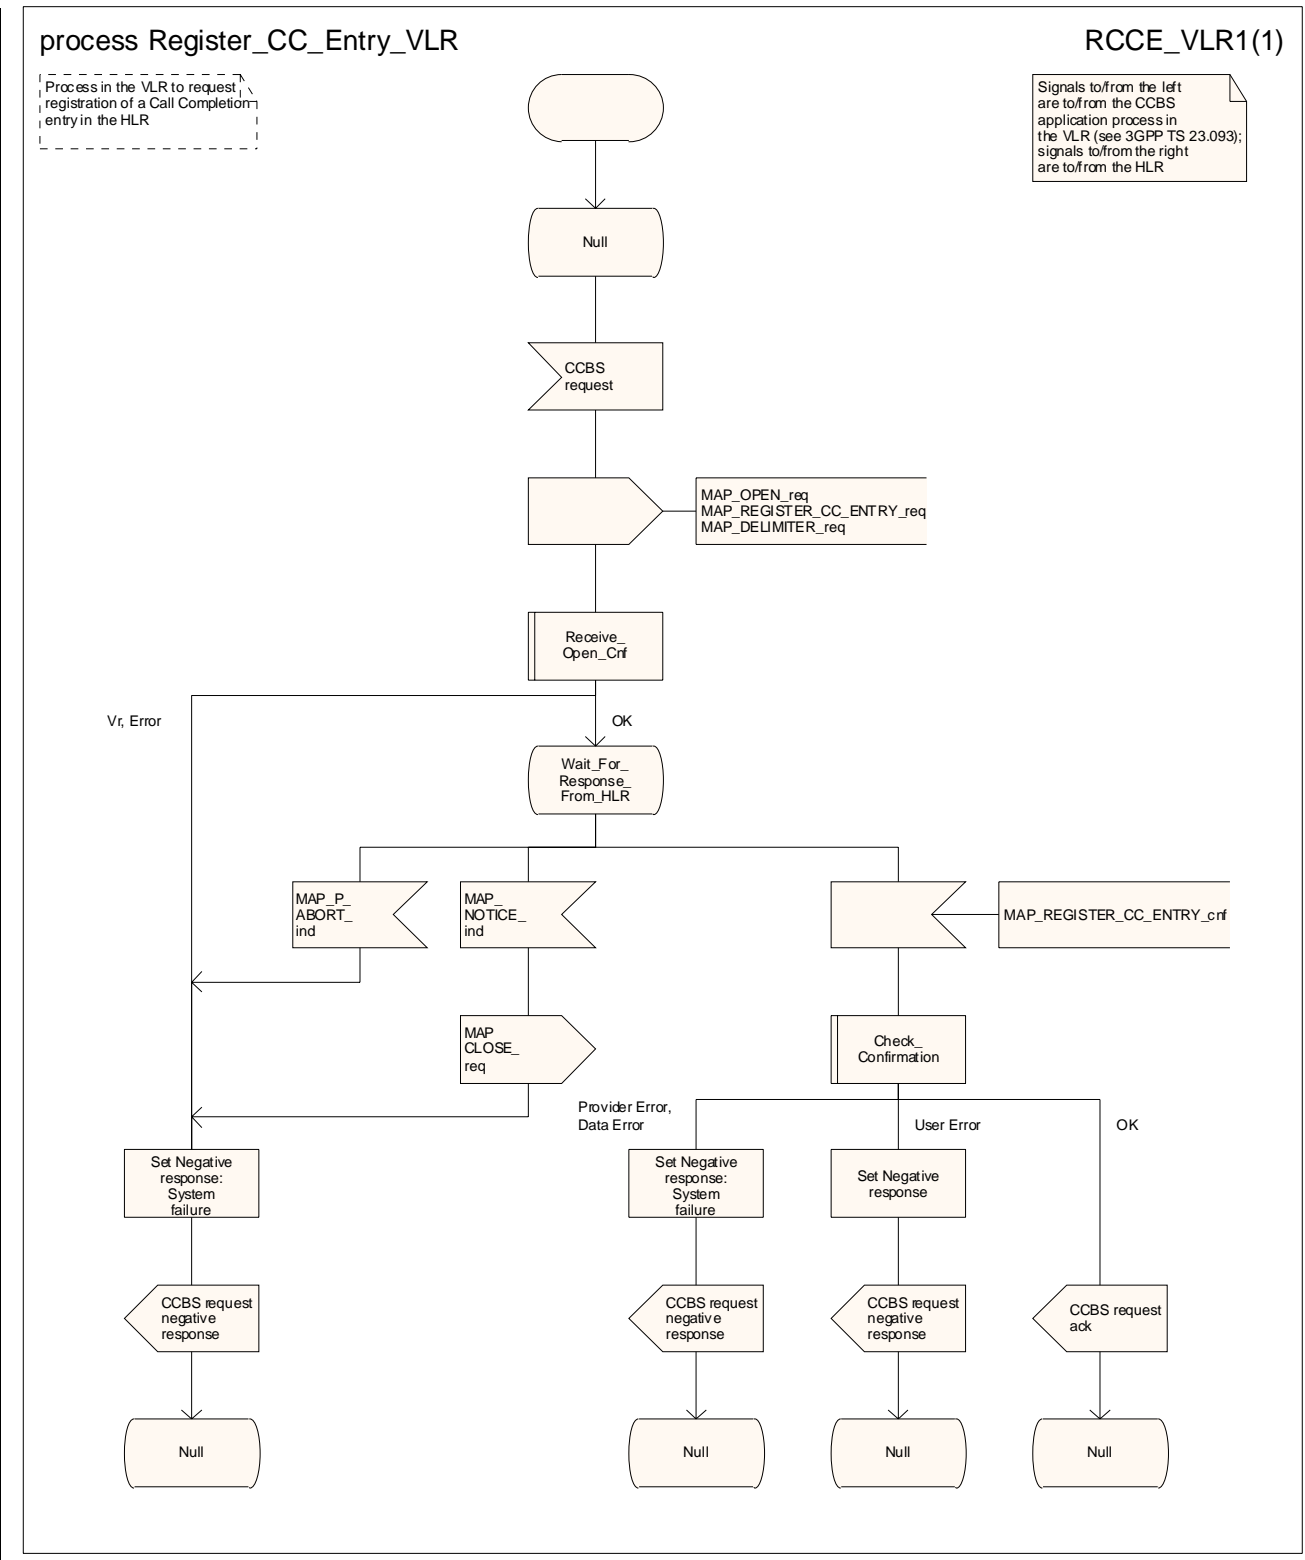 process Register_CC_Entry_VLR
RCCE_VLR1(1)
Process in the VLR to request
registration of a Call Completion
entry in the HLR
Signals to/from the left
are to/from the CCBS
application process in
the VLR (see 3GPP TS 23.093);
signals to/from the right
are to/from the HLR
Null
CCBS
request
MAP_OPEN_req
MAP_REGISTER_CC_ENTRY_req
MAP_DELIMITER_req
Receive_
Open_Cnf
Vr, Error
OK
Wait_For_
Response_
From_HLR
MAP_P_
ABORT_
ind
MAP_
NOTICE_
ind
MAP_REGISTER_CC_ENTRY_cnf
MAP
CLOSE_
req
Check_
Confirmation
Provider Error,
Data Error
User Error
OK
Set Negative
response:
System
failure
Set Negative
response:
System
failure
Set Negative
response
CCBS request
negative
response
CCBS request
negative
response
CCBS request
negative
response
CCBS request
ack
Null
Null
Null
Null